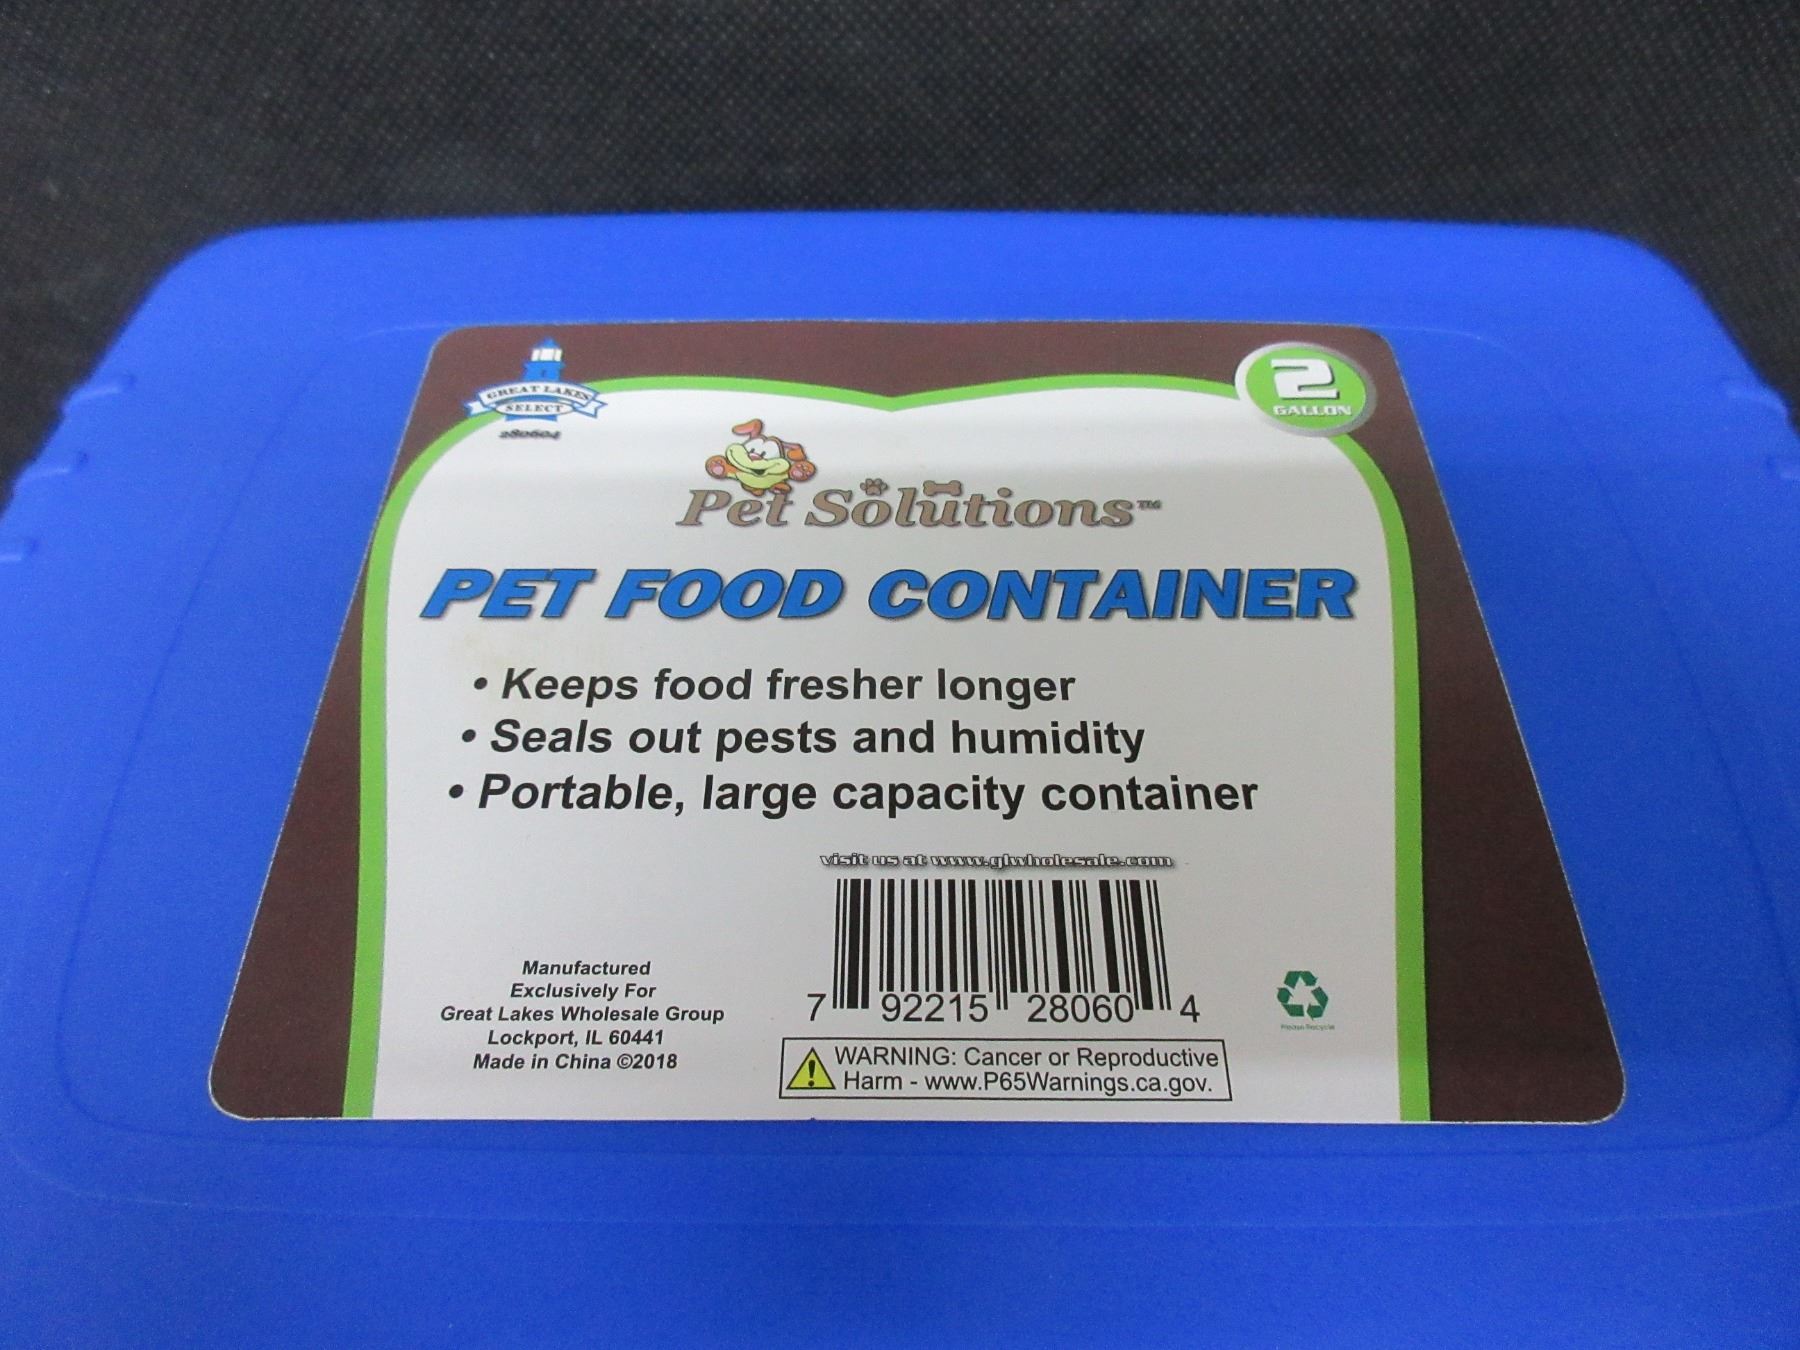 GREAT LAKES
SELECT
280604
2
GALLON
Pet Solutions™
PET FOOD CONTAINER
• Keeps food fresher longer
• Seals out pests and humidity
• Portable, large capacity container
visit us at www.glwholesale.com
Manufactured
Exclusively For
Great Lakes Wholesale Group
Lockport, IL 60441
Made in China ©2018
7 92215 28060 4
WARNING: Cancer or Reproductive
Harm - www.P65Warnings.ca.gov.
Please Recycle